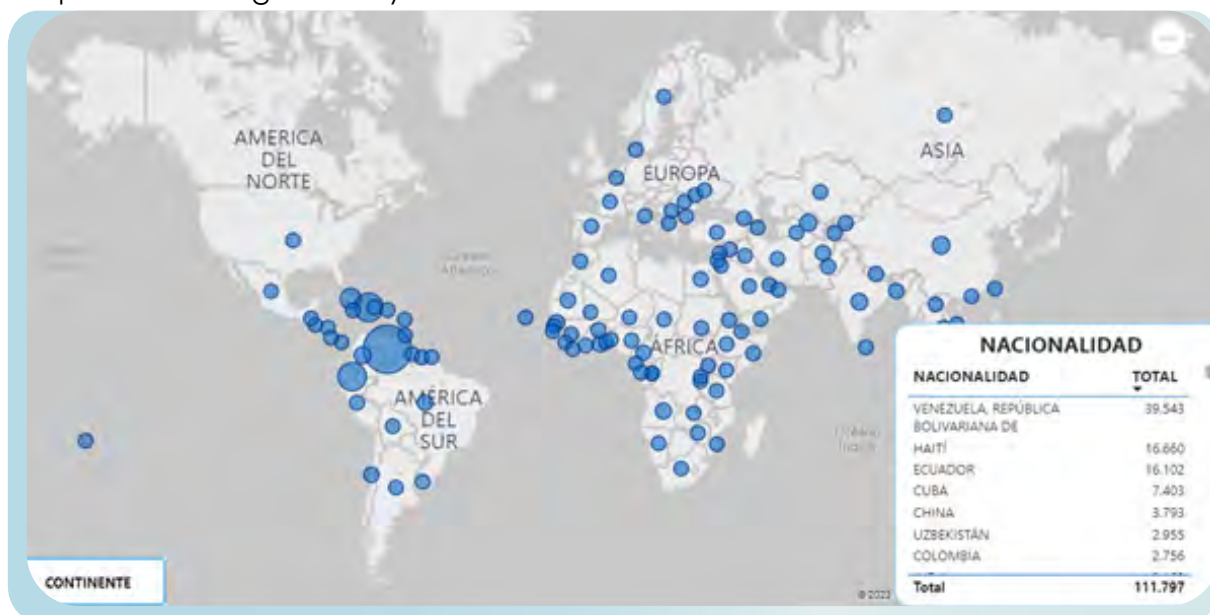 AMERICA
DEL
NORTE
EUROPA
ASIA
ÁFRICA
AMÉRICA
DEL
SUR
NACIONALIDAD
NACIONALIDAD TOTAL
VENEZUELA, REPÚBLICA 39.543
BOLIVARIANA DE
HAITÍ 16.660
ECUADOR 16.102
CUBA 7.403
CHINA 3.793
UZBEKISTÁN 2.955
COLOMBIA 2.756
Total 111.797
CONTINENTE